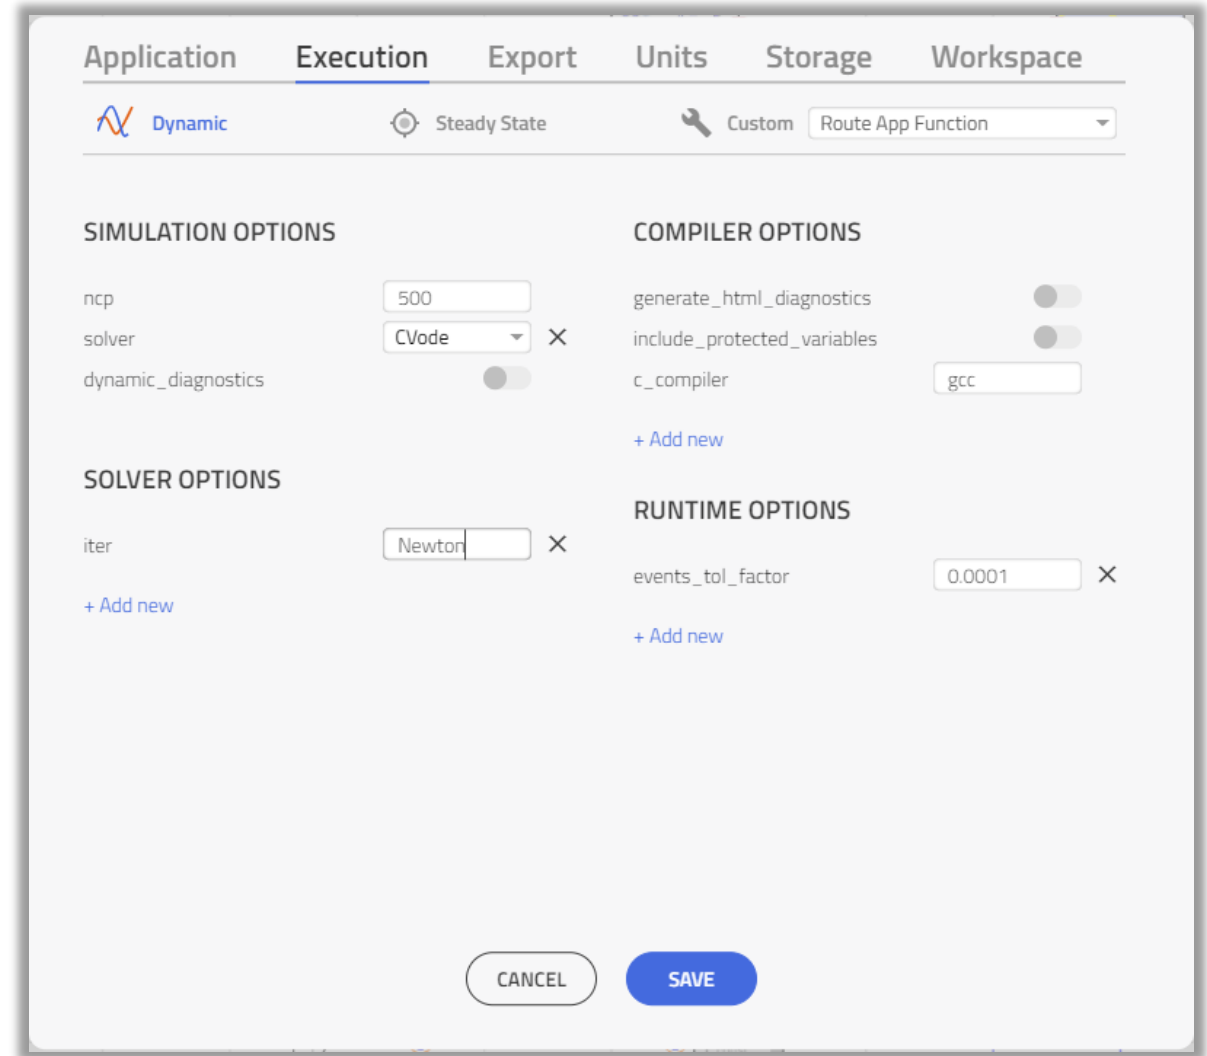 Application Execution Export Units Storage Workspace
Dynamic Steady State Custom Route App Function
SIMULATION OPTIONS
ncp 500
solver CVode
dynamic_diagnostics
SOLVER OPTIONS
iter Newton
+ Add new
COMPILER OPTIONS
generate_html_diagnostics
include_protected_variables
c_compiler gcc
+ Add new
RUNTIME OPTIONS
events_tol_factor 0.0001
+ Add new
CANCEL SAVE